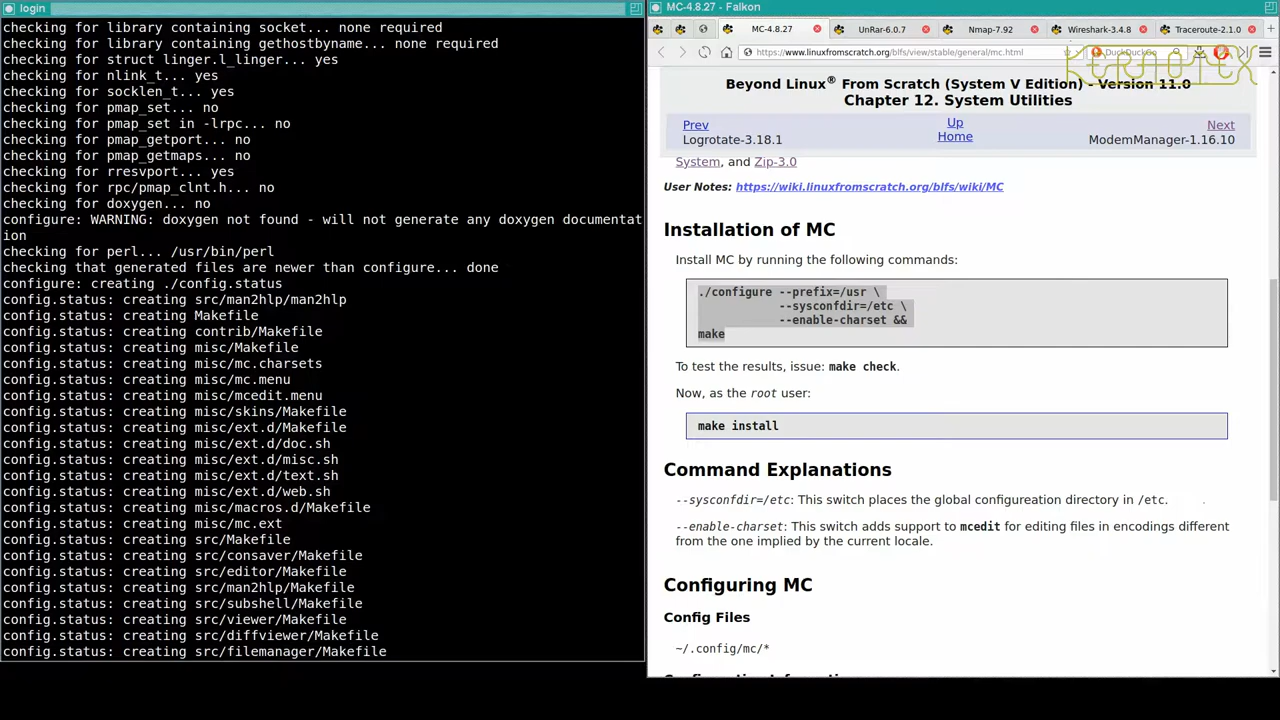 login
checking for library containing socket... none required
checking for library containing gethostbyname... none required
checking for struct linger.l_linger... yes
checking for nlink_t... yes
checking for socklen_t... yes
checking for pmap_set... no
checking for pmap_set in -lrpc... no
checking for pmap_getport... no
checking for pmap_getmaps... no
checking for rresvport... yes
checking for rpc/pmap_clnt.h... no
checking for doxygen... no
configure: WARNING: doxygen not found - will not generate any doxygen documentat
ion
checking for perl... /usr/bin/perl
checking that generated files are newer than configure... done
configure: creating ./config.status
config.status: creating src/man2hlp/man2hlp
config.status: creating Makefile
config.status: creating contrib/Makefile
config.status: creating misc/Makefile
config.status: creating misc/mc.charsets
config.status: creating misc/mc.menu
config.status: creating misc/mcedit.menu
config.status: creating misc/skins/Makefile
config.status: creating misc/ext.d/Makefile
config.status: creating misc/ext.d/doc.sh
config.status: creating misc/ext.d/misc.sh
config.status: creating misc/ext.d/text.sh
config.status: creating misc/ext.d/web.sh
config.status: creating misc/macros.d/Makefile
config.status: creating misc/mc.ext
config.status: creating src/Makefile
config.status: creating src/consaver/Makefile
config.status: creating src/editor/Makefile
config.status: creating src/man2hlp/Makefile
config.status: creating src/subshell/Makefile
config.status: creating src/viewer/Makefile
config.status: creating src/diffviewer/Makefile
config.status: creating src/filemanager/Makefile
MC-4.8.27 - Falkon
MC-4.8.27 UnRar-6.0.7 Nmap-7.92 Wireshark-3.4.8 Traceroute-2.1.0
https://www.linuxfromscratch.org/blfs/view/stable/general/mc.html DuckDuckGo
KERNOTEX
Beyond Linux® From Scratch (System V Edition) - Version 11.0
Chapter 12. System Utilities
Prev Up Next
Logrotate-3.18.1 Home ModemManager-1.16.10
System, and Zip-3.0
User Notes: https://wiki.linuxfromscratch.org/blfs/wiki/MC
Installation of MC
Install MC by running the following commands:
./configure --prefix=/usr \
--sysconfdir=/etc \
--enable-charset &&
make
To test the results, issue: make check.
Now, as the root user:
make install
Command Explanations
--sysconfdir=/etc: This switch places the global configureation directory in /etc.
--enable-charset: This switch adds support to mcedit for editing files in encodings different
from the one implied by the current locale.
Configuring MC
Config Files
~/.config/mc/*